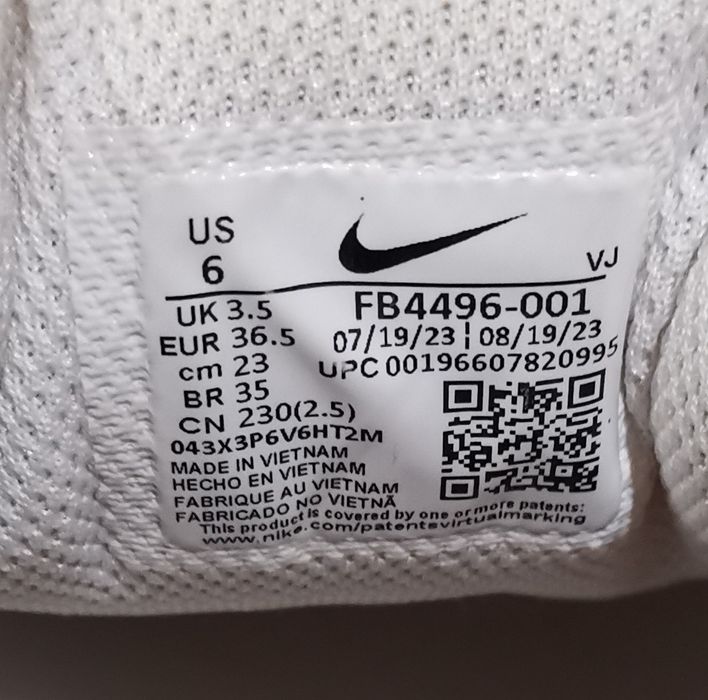 US
6
VJ
UK 3.5
EUR 36.5
cm 23
BR 35
CN 230(2.5)
FB4496-001
07/19/23 ¦ 08/19/23
UPC 00196607820995
043X3P6V6HT2M
MADE IN VIETNAM
HECHO EN VIETNAM
FABRIQUE AU VIETNAM
FABRICADO NO VIETNÃ
This product is covered by one or more patents:
www.nike.com/patentsvirtualmarking